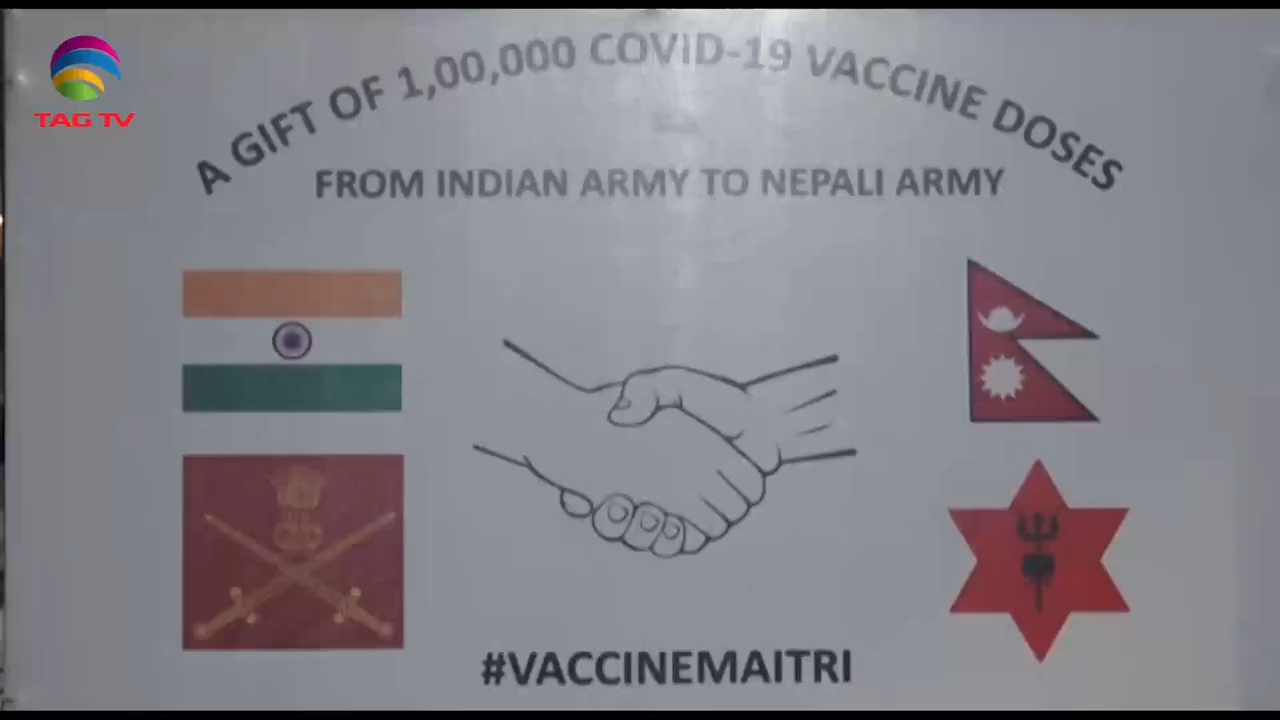 TAG TV
A GIFT OF 1,00,000 COVID-19 VACCINE DOSES
FROM INDIAN ARMY TO NEPALI ARMY
#VACCINEMAITRI